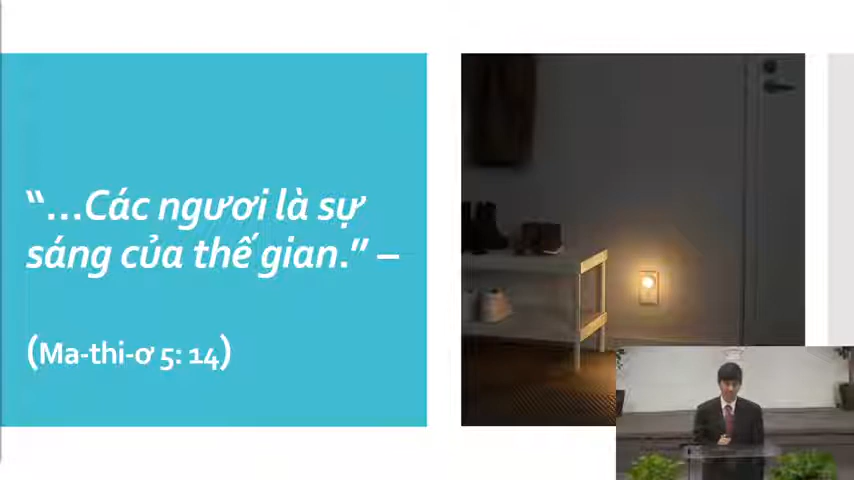 “...Các ngươi là sự
sáng của thế gian.” –
(Ma-thi-ơ 5: 14)